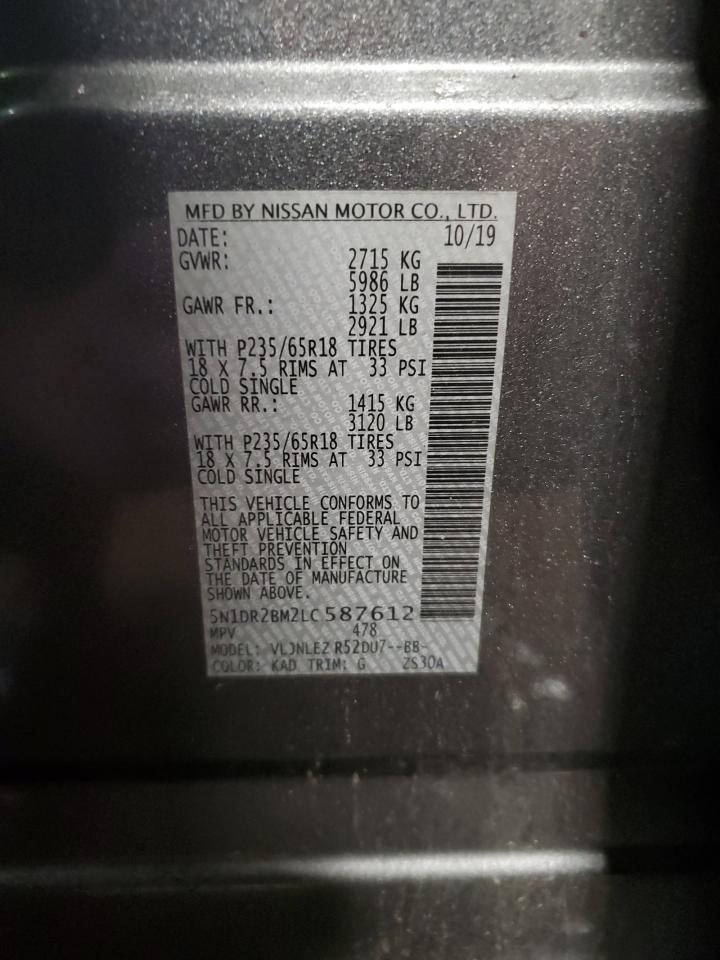 MFD BY NISSAN MOTOR CO., LTD.
DATE: 10/19
GVWR: 2715 KG
5986 LB
GAWR FR.: 1325 KG
2921 LB
WITH P235/65R18 TIRES
18 X 7.5 RIMS AT 33 PSI
COLD SINGLE
GAWR RR.: 1415 KG
3120 LB
WITH P235/65R18 TIRES
18 X 7.5 RIMS AT 33 PSI
COLD SINGLE
THIS VEHICLE CONFORMS TO
ALL APPLICABLE FEDERAL
MOTOR VEHICLE SAFETY AND
THEFT PREVENTION
STANDARDS IN EFFECT ON
THE DATE OF MANUFACTURE
SHOWN ABOVE.
5N1DR2BM2LC587612
MPV 478
MODEL: VLJNLEZ R52DU7--BB-
COLOR: KAD TRIM: G ZS30A